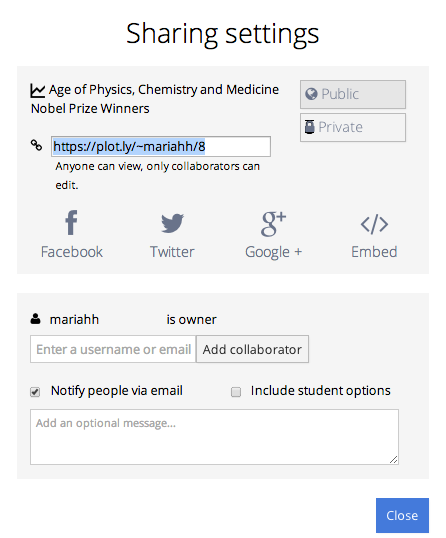 Sharing settings
Age of Physics, Chemistry and Medicine
Nobel Prize Winners
Public
Private
https://plot.ly/~mariahh/8
Anyone can view, only collaborators can
edit.
Facebook
Twitter
Google +
Embed
mariahh is owner
Enter a username or email
Add collaborator
Notify people via email
Include student options
Add an optional message...
Close